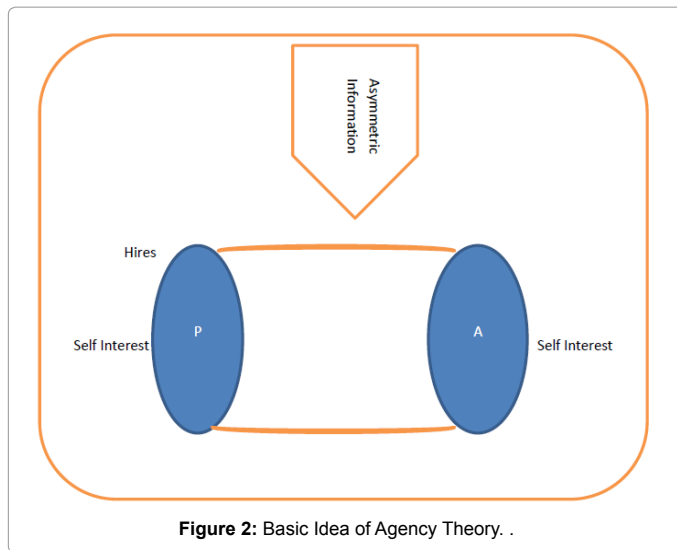 Asymmetric
Information
Hires
P
A
Self Interest
Self Interest
Figure 2: Basic Idea of Agency Theory. .